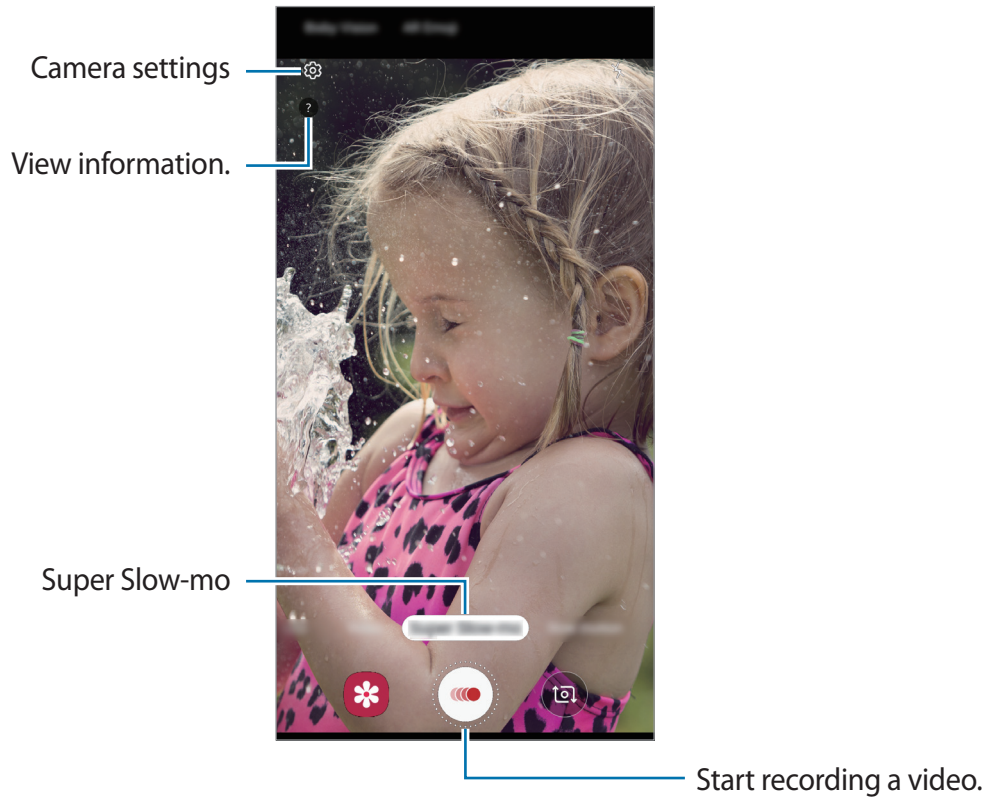 Camera settings
?
View information.
Super Slow-mo
Start recording a video.